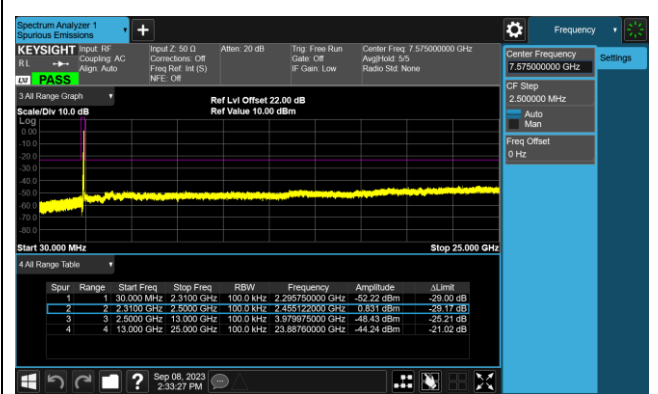 Spectrum Analyzer 1
Spurious Emissions
Frequency
KEYSIGHT Input: RF Input Z: 50 Ω Atten: 20 dB Trig: Free Run Center Freq: 7.575000000 GHz
RL Coupling: AC Corrections: Off Gate: Off Avg|Hold: 5/5
Align: Auto Freq Ref: Int (S) IF Gain: Low Radio Std: None
LXI PASS NFE: Off
Center Frequency
7.575000000 GHz
Settings
CF Step
2.500000 MHz
Auto
Man
Freq Offset
0 Hz
3 All Range Graph
Ref Lvl Offset 22.00 dB
Scale/Div 10.0 dB Ref Value 10.00 dBm
Log
0.00
-10.0
-20.0
-30.0
-40.0
-50.0
-60.0
-70.0
-80.0
Start 30.000 MHz Stop 25.000 GHz
4 All Range Table
Spur Range Start Freq Stop Freq RBW Frequency Amplitude ΔLimit
1 1 30.000 MHz 2.3100 GHz 100.0 kHz 2.295750000 GHz -52.22 dBm -29.00 dB
2 2 2.3100 GHz 2.5000 GHz 100.0 kHz 2.455122000 GHz 0.831 dBm -29.17 dB
3 3 2.5000 GHz 13.000 GHz 100.0 kHz 3.979975000 GHz -48.43 dBm -25.21 dB
4 4 13.000 GHz 25.000 GHz 100.0 kHz 23.88760000 GHz -44.24 dBm -21.02 dB
Sep 08, 2023
2:33:27 PM